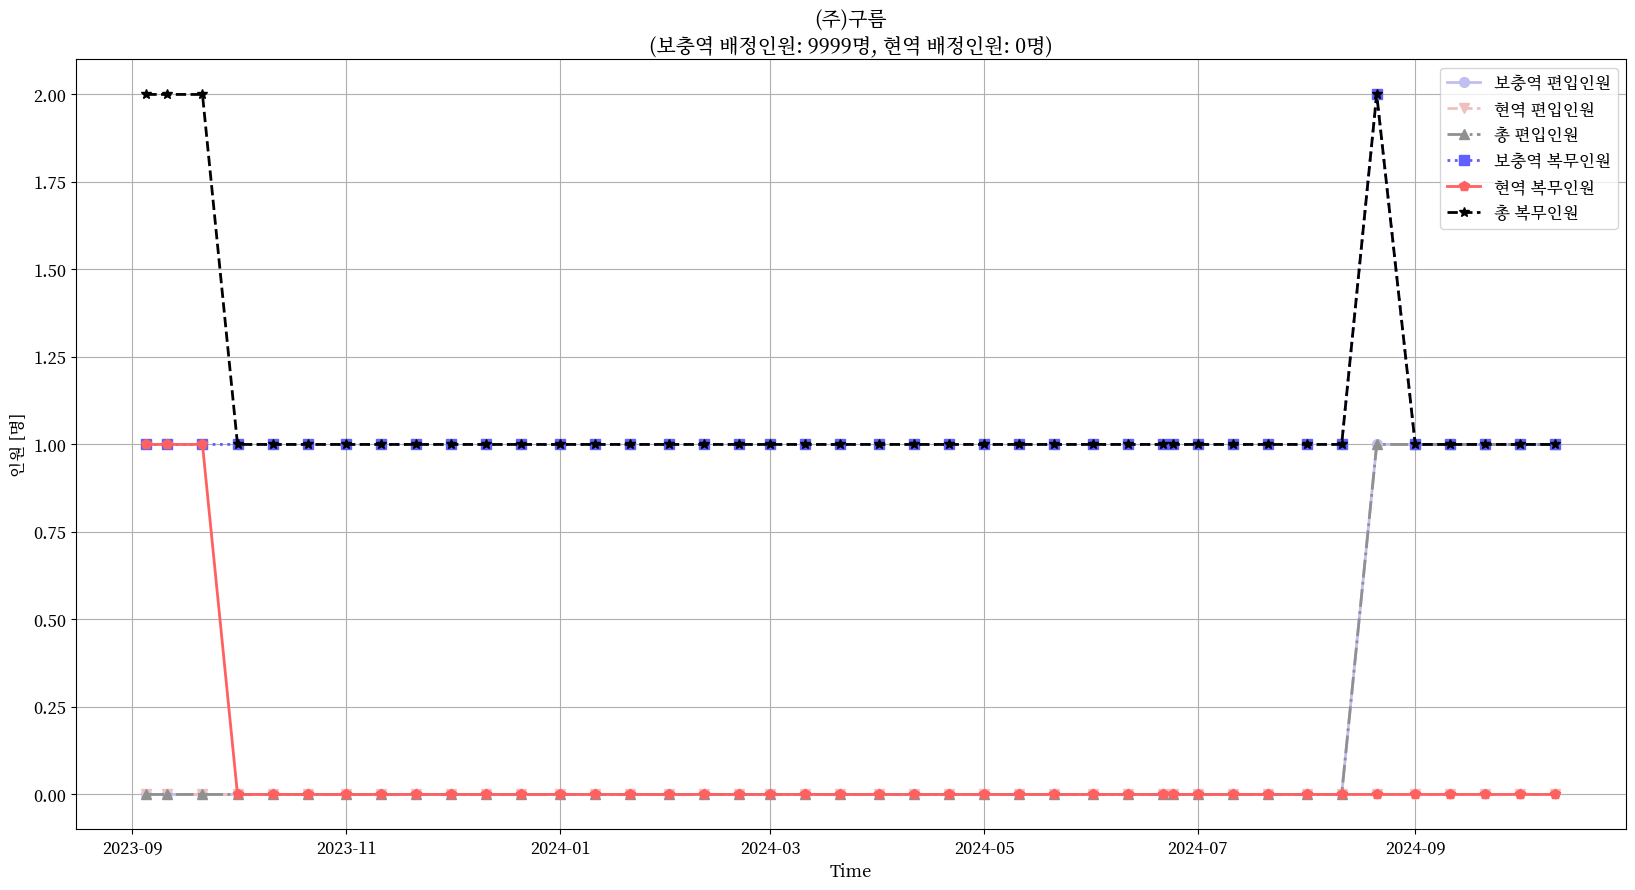 (주)구름
(보충역 배정인원: 9999명, 현역 배정인원: 0명)
보충역 편입인원
현역 편입인원
총 편입인원
보충역 복무인원
현역 복무인원
총 복무인원
2.00
1.75
1.50
1.25
1.00
0.75
0.50
0.25
0.00
인원 [명]
2023-09 2023-11 2024-01 2024-03 2024-05 2024-07 2024-09
Time